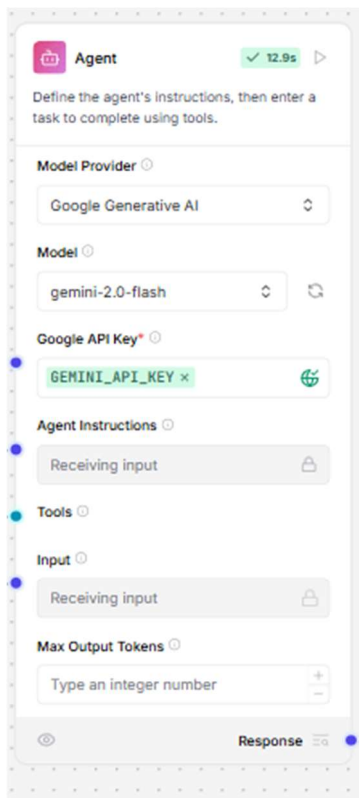 Agent
12.9s
Define the agent's instructions, then enter a
task to complete using tools.
Model Provider
Google Generative AI
Model
gemini-2.0-flash
Google API Key*
GEMINI_API_KEY ×
Agent Instructions
Receiving input
Tools
Input
Receiving input
Max Output Tokens
Type an integer number
Response